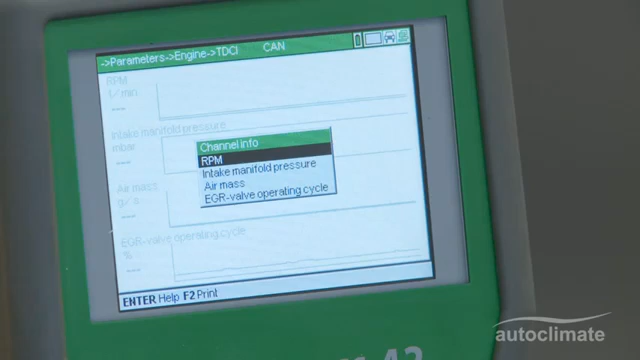 ->Parameters->Engine->TDCI CAN
RPM
1/min
---
Intake manifold pressure
mbar
---
Air mass
g/s
---
EGR-valve operating cycle
%
---
Channel info
RPM
Intake manifold pressure
Air mass
EGR-valve operating cycle
ENTER Help F2 Print
42
autoclimate